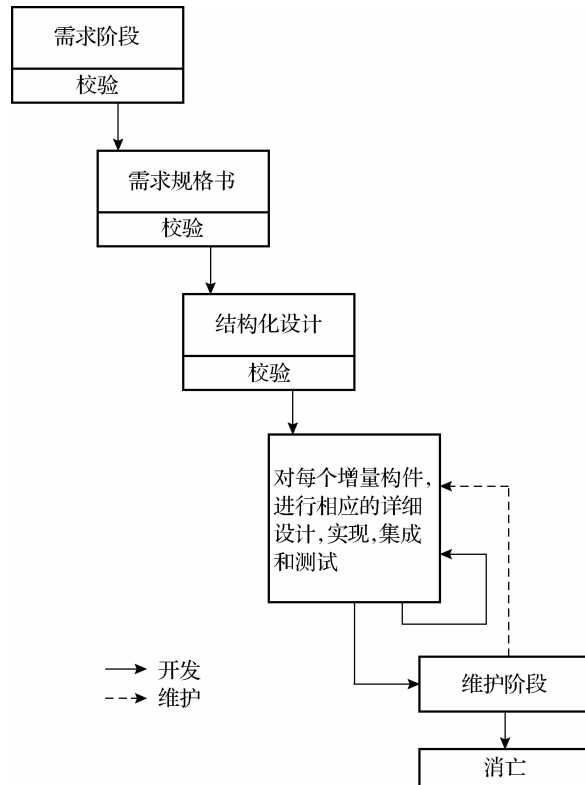 需求阶段
校验
需求规格书
校验
结构化设计
校验
对每个增量构件，
进行相应的详细
设计，实现，集成
和测试
开发
维护
维护阶段
消亡